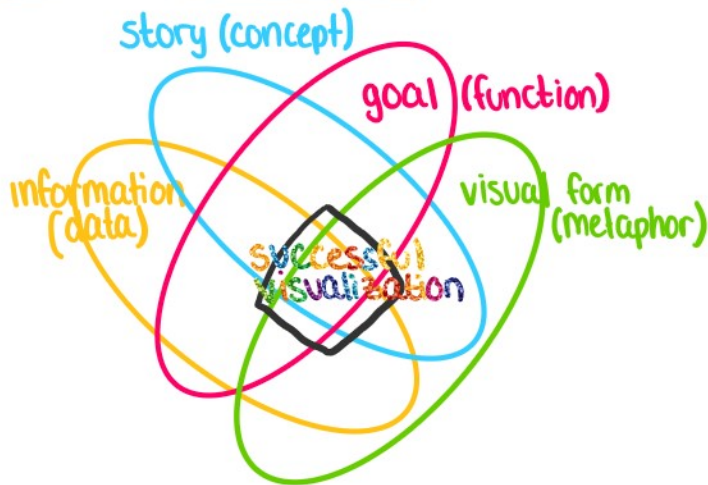 story (concept)
goal (function)
information
(data)
visual form
(metaphor)
successful
visualization